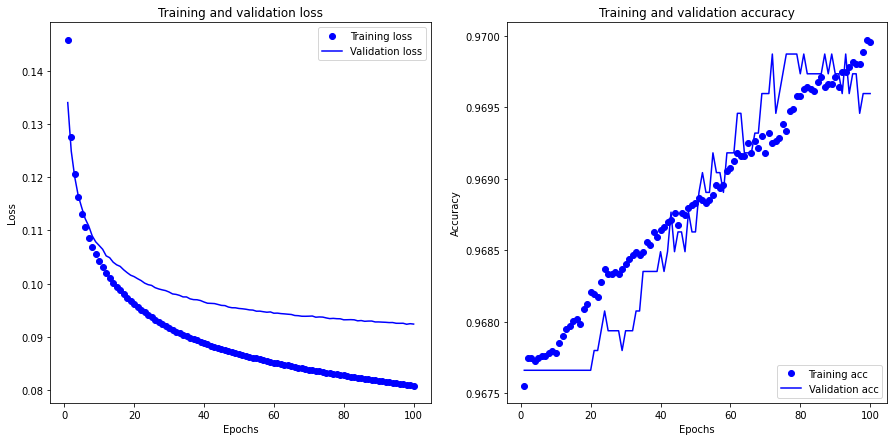 Training and validation loss
Training loss
Validation loss
0.14
0.13
0.12
0.11
0.10
0.09
0.08
Loss
0
20
40
60
80
100
Epochs
Training and validation accuracy
0.9700
0.9695
0.9690
0.9685
0.9680
0.9675
Accuracy
Training acc
Validation acc
0
20
40
60
80
100
Epochs